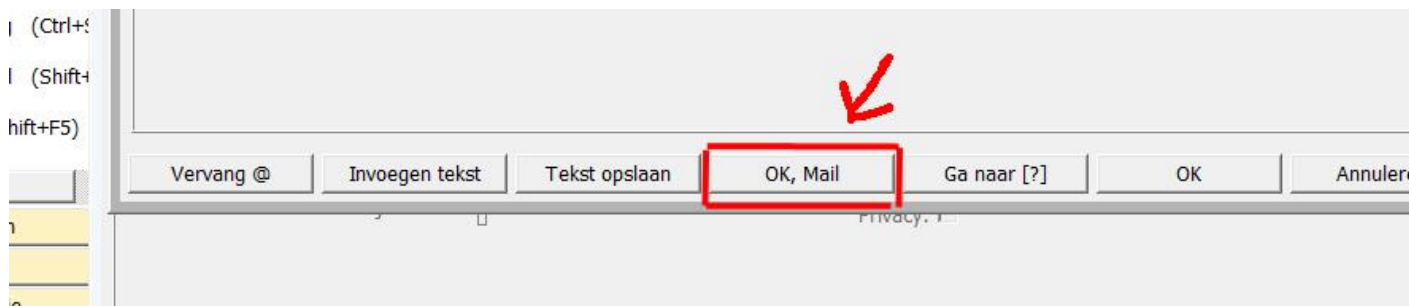 (Ctrl+S
(Shift+
hift+F5)
Vervang @ Invoegen tekst Tekst opslaan OK, Mail Ga naar [?] OK Annulere
Privacy: